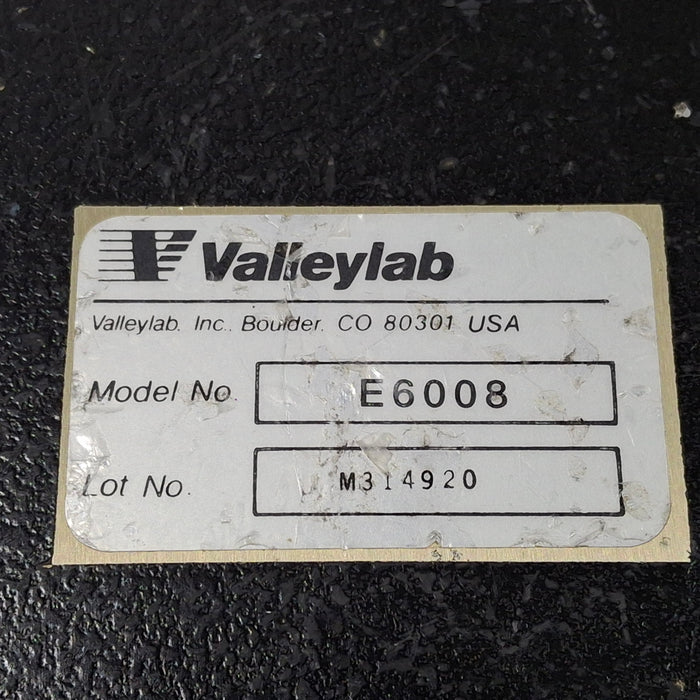 Valleylab
Valleylab, Inc., Boulder, CO 80301 USA
Model No. E6008
Lot No. M314920